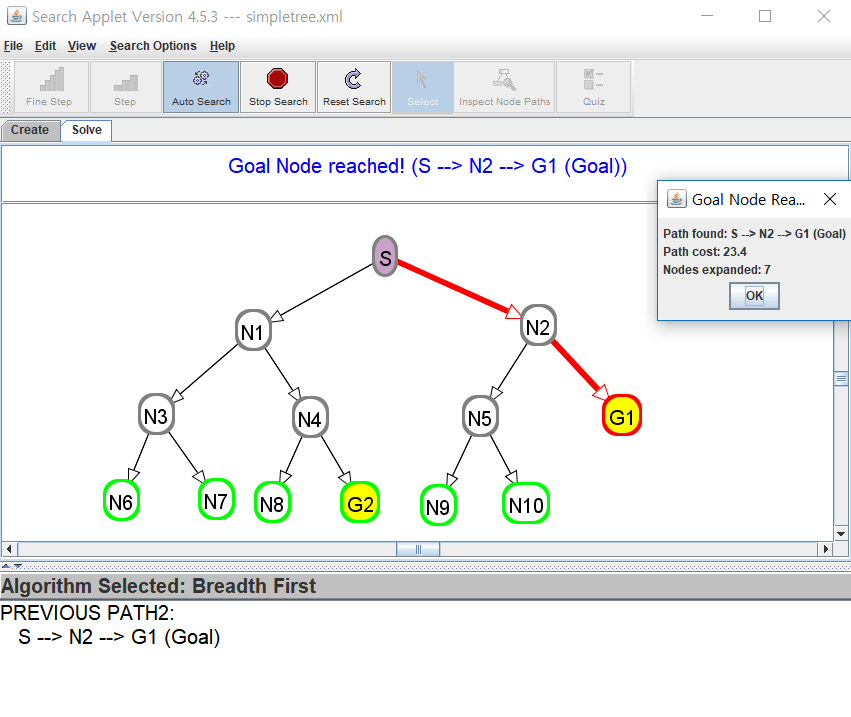 Search Applet Version 4.5.3 --- simpletree.xml
File Edit View Search Options Help
Fine Step Step Auto Search Stop Search Reset Search Select Inspect Node Paths Quiz
Create Solve
Goal Node reached! (S --> N2 --> G1 (Goal))
Goal Node Rea...
Path found: S --> N2 --> G1 (Goal)
Path cost: 23.4
Nodes expanded: 7
OK
S
N1 N2
N3 N4 N5 G1
N6 N7 N8 G2 N9 N10
Algorithm Selected: Breadth First
PREVIOUS PATH2:
S --> N2 --> G1 (Goal)